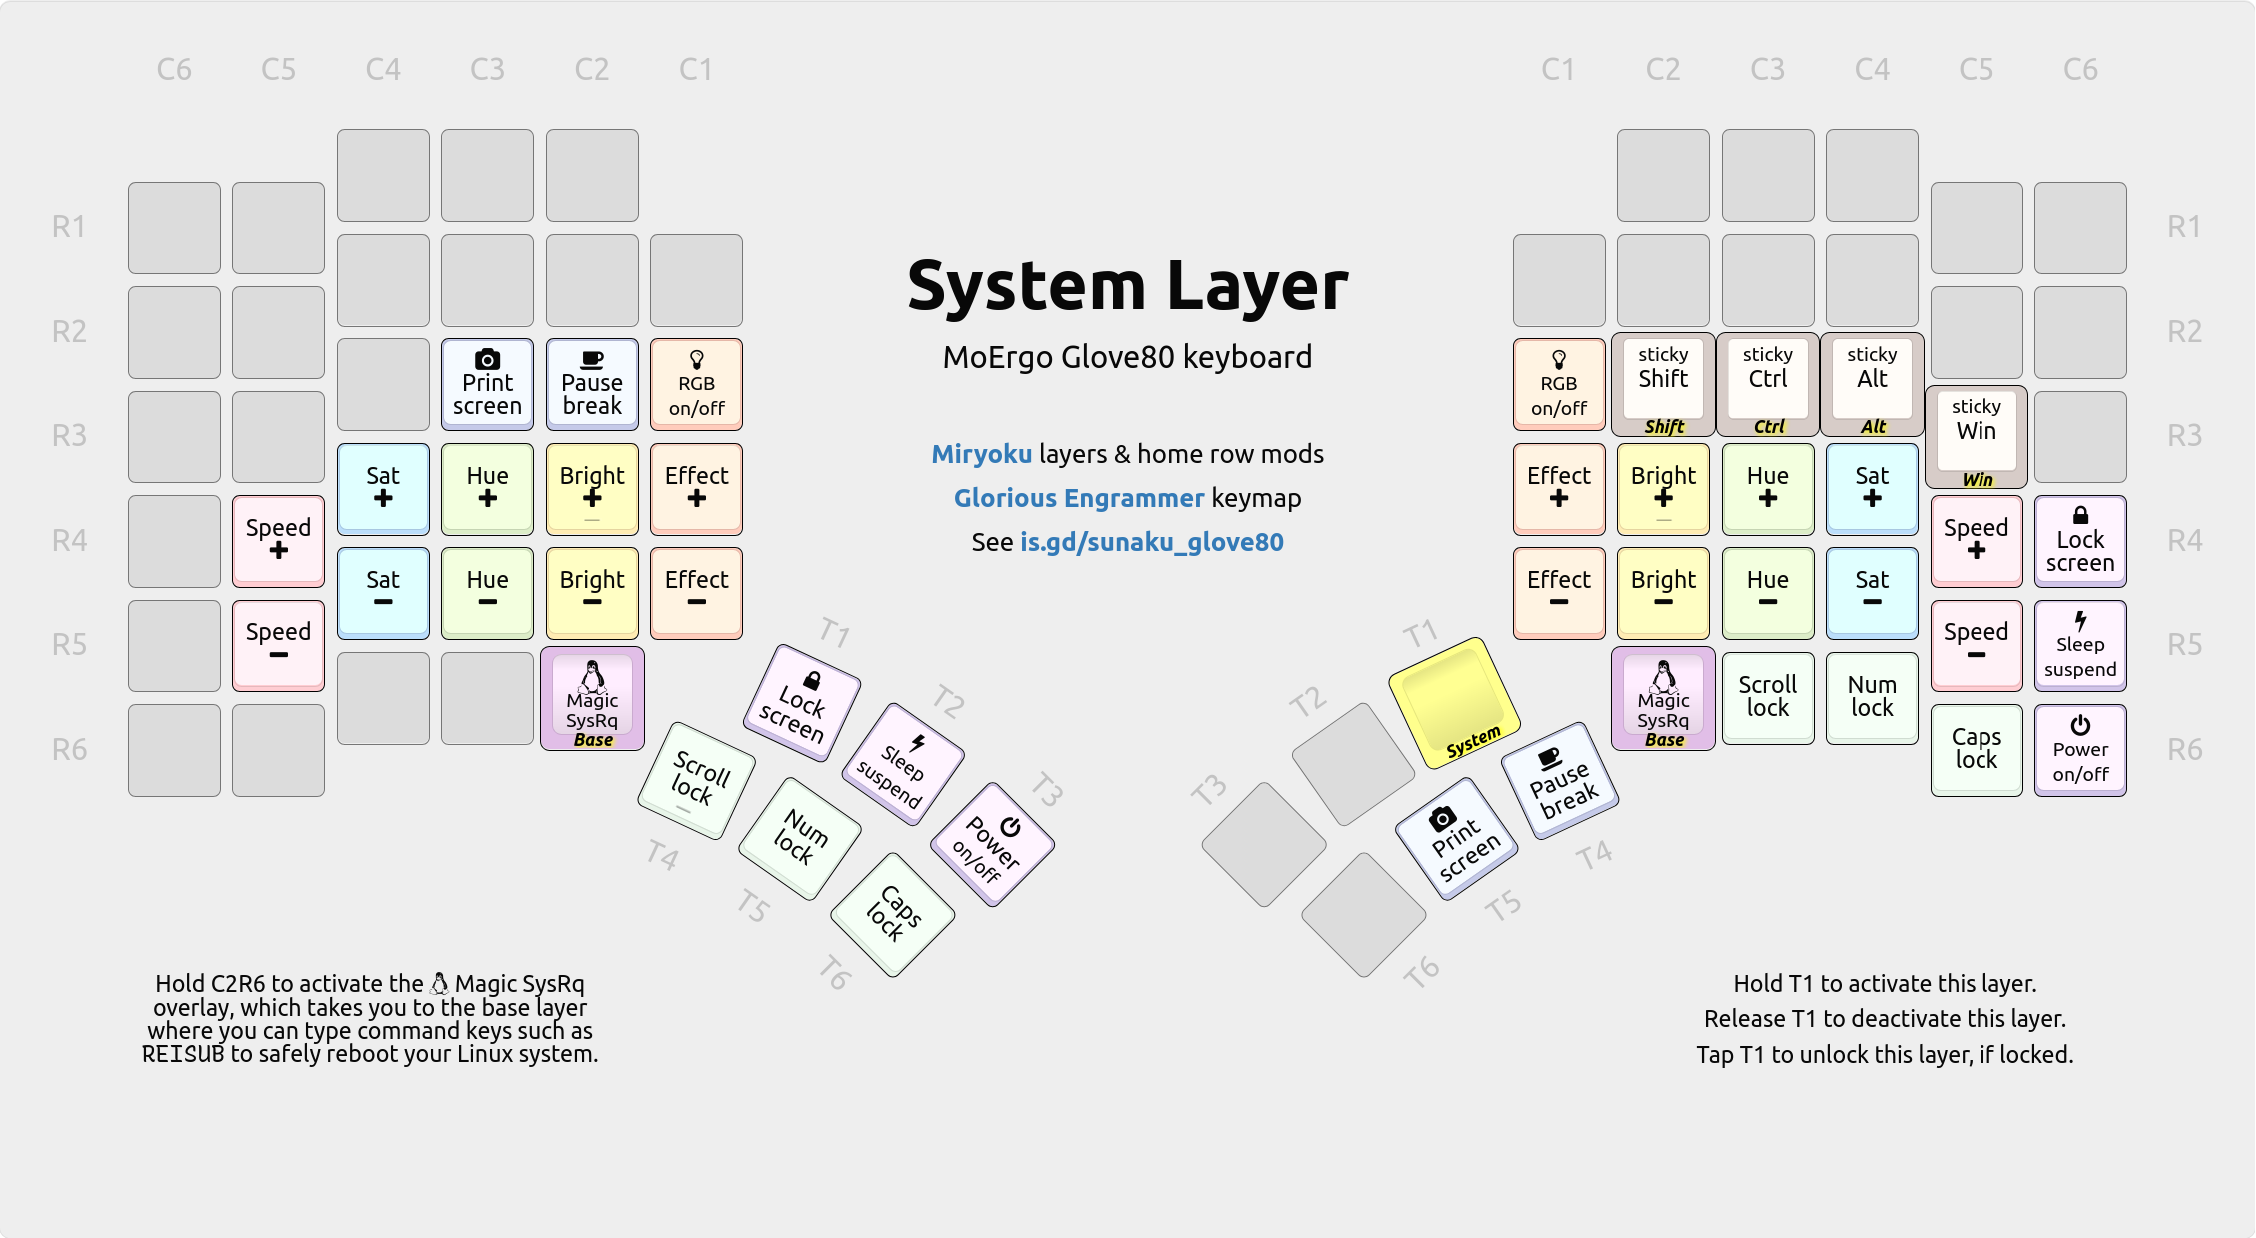 C6 C5 C4 C3 C2 C1
C1 C2 C3 C4 C5 C6
R1
R1
R2
R2
System Layer
MoErgo Glove80 keyboard
Miryoku layers & home row mods
Glorious Engrammer keymap
See is.gd/sunaku_glove80
R3
Print
screen
Pause
break
RGB
on/off
RGB
on/off
sticky
Shift
Shift
sticky
Ctrl
Ctrl
sticky
Alt
Alt
sticky
Win
Win
R3
R4
Speed
+
Sat
+
Hue
+
Bright
+
Effect
+
Effect
+
Bright
+
Hue
+
Sat
+
Speed
+
Lock
screen
R4
R5
Speed
−
Sat
−
Hue
−
Bright
−
Effect
−
Effect
−
Bright
−
Hue
−
Sat
−
Speed
−
Sleep
suspend
R5
R6
Magic
SysRq
Base
Magic
SysRq
Base
Scroll
lock
Num
lock
Caps
lock
Power
on/off
R6
T1
Lock
screen
T2
Sleep
suspend
T3
Power
on/off
Scroll
lock
T4
Num
lock
T5
Caps
lock
T6
T1
System
T2
T3
Pause
break
T4
Print
screen
T5
T6
Hold C2R6 to activate the Magic SysRq
overlay, which takes you to the base layer
where you can type command keys such as
REISUB to safely reboot your Linux system.
Hold T1 to activate this layer.
Release T1 to deactivate this layer.
Tap T1 to unlock this layer, if locked.